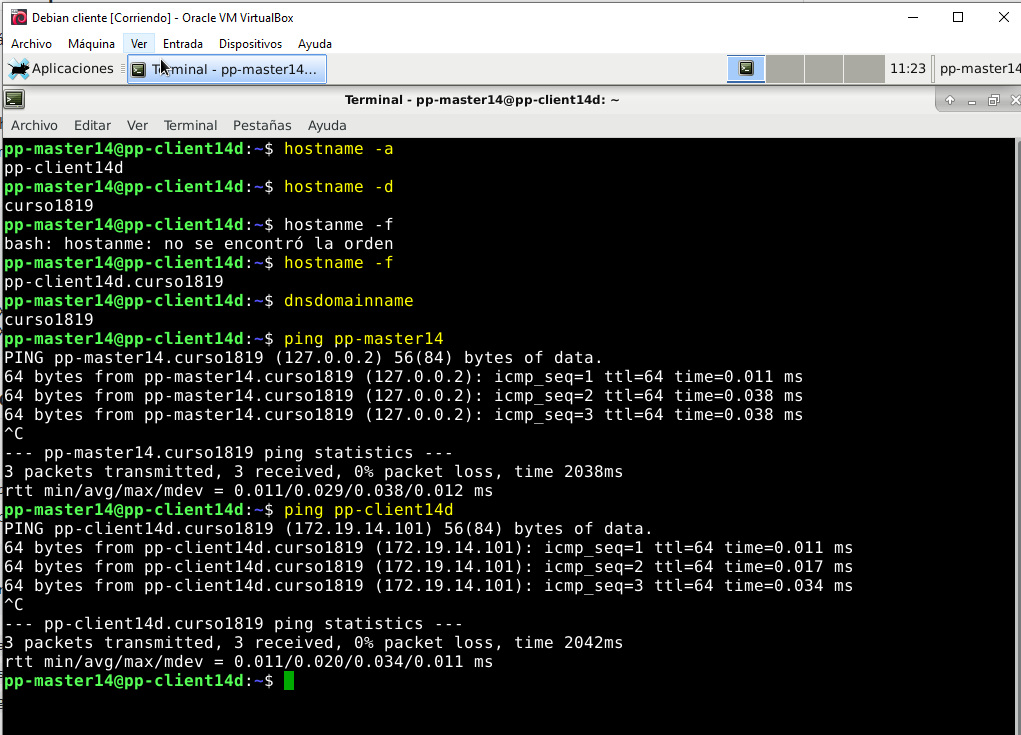 Debian cliente [Corriendo] - Oracle VM VirtualBox
Archivo Máquina Ver Entrada Dispositivos Ayuda
Aplicaciones Terminal - pp-master14... 11:23 pp-master14
Terminal - pp-master14@pp-client14d: ~
Archivo Editar Ver Terminal Pestañas Ayuda
pp-master14@pp-client14d:~$ hostname -a
pp-client14d
pp-master14@pp-client14d:~$ hostname -d
curso1819
pp-master14@pp-client14d:~$ hostanme -f
bash: hostanme: no se encontró la orden
pp-master14@pp-client14d:~$ hostname -f
pp-client14d.curso1819
pp-master14@pp-client14d:~$ dnsdomainname
curso1819
pp-master14@pp-client14d:~$ ping pp-master14
PING pp-master14.curso1819 (127.0.0.2) 56(84) bytes of data.
64 bytes from pp-master14.curso1819 (127.0.0.2): icmp_seq=1 ttl=64 time=0.011 ms
64 bytes from pp-master14.curso1819 (127.0.0.2): icmp_seq=2 ttl=64 time=0.038 ms
64 bytes from pp-master14.curso1819 (127.0.0.2): icmp_seq=3 ttl=64 time=0.038 ms
^C
--- pp-master14.curso1819 ping statistics ---
3 packets transmitted, 3 received, 0% packet loss, time 2038ms
rtt min/avg/max/mdev = 0.011/0.029/0.038/0.012 ms
pp-master14@pp-client14d:~$ ping pp-client14d
PING pp-client14d.curso1819 (172.19.14.101) 56(84) bytes of data.
64 bytes from pp-client14d.curso1819 (172.19.14.101): icmp_seq=1 ttl=64 time=0.011 ms
64 bytes from pp-client14d.curso1819 (172.19.14.101): icmp_seq=2 ttl=64 time=0.017 ms
64 bytes from pp-client14d.curso1819 (172.19.14.101): icmp_seq=3 ttl=64 time=0.034 ms
^C
--- pp-client14d.curso1819 ping statistics ---
3 packets transmitted, 3 received, 0% packet loss, time 2042ms
rtt min/avg/max/mdev = 0.011/0.020/0.034/0.011 ms
pp-master14@pp-client14d:~$